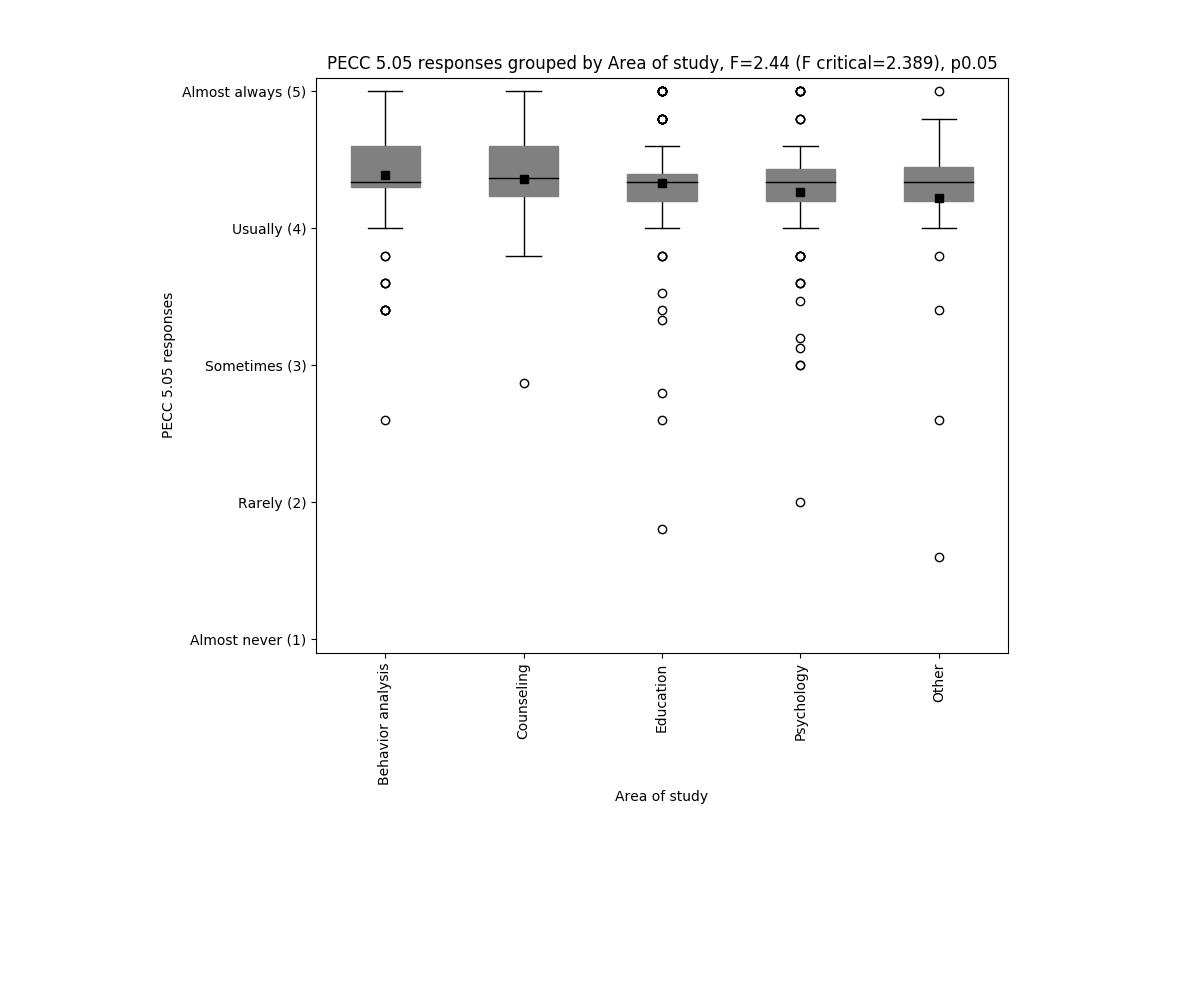 PECC 5.05 responses grouped by Area of study, F=2.44 (F critical=2.389), p0.05
Almost always (5)
Usually (4)
Sometimes (3)
Rarely (2)
Almost never (1)
PECC 5.05 responses
Behavior analysis
Counseling
Education
Psychology
Other
Area of study